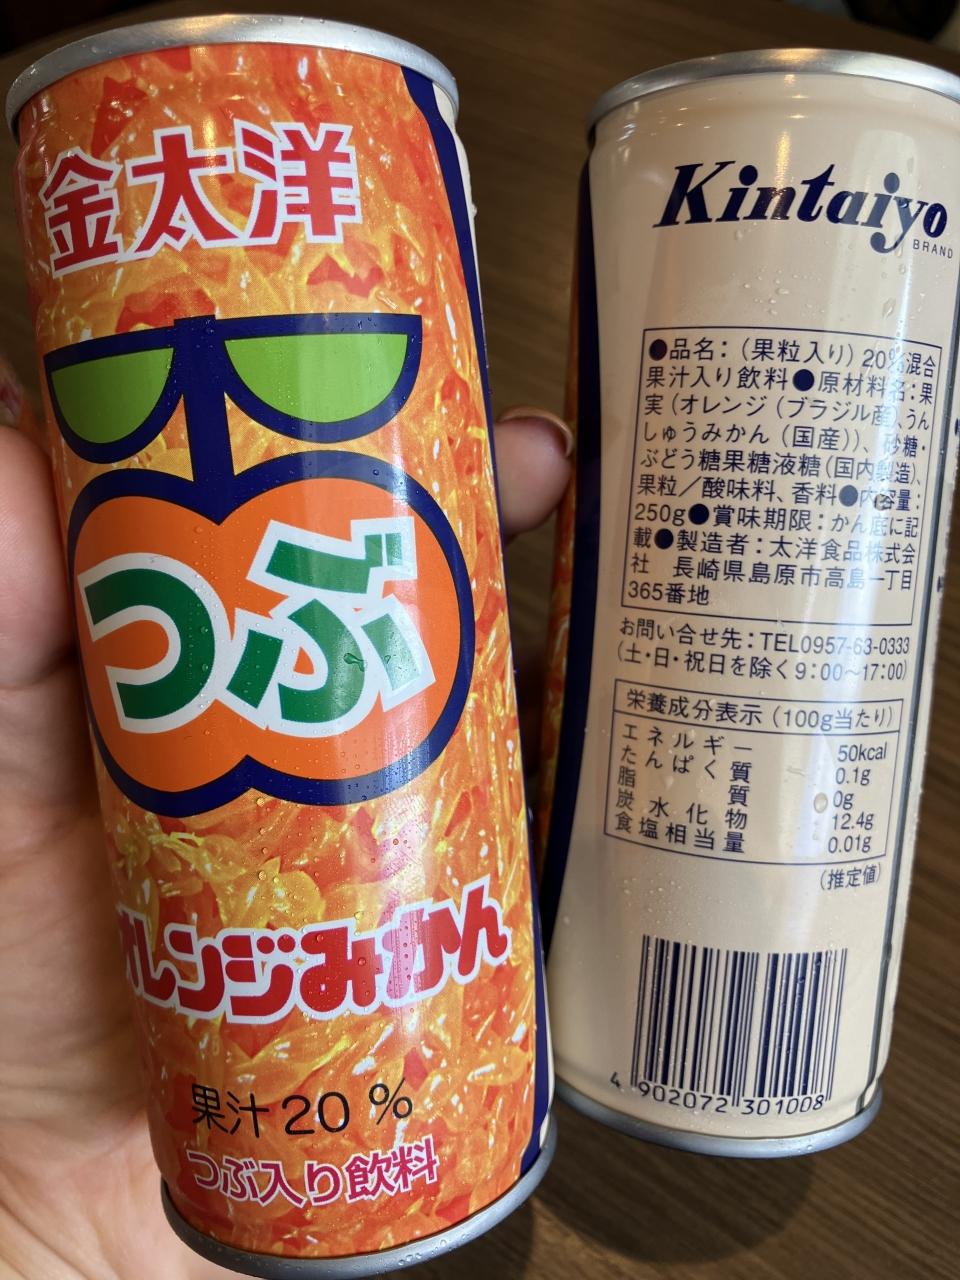 金太洋
つぶ
オレンジみかん
果汁20%
つぶ入り飲料
Kintaiyo
BRAND
●品名:(果粒入り)20%混合
果汁入り飲料●原材料名:果
実(オレンジ(ブラジル産)、うん
しゅうみかん(国産))、砂糖・
ぶどう糖果糖液糖(国内製造)、
果粒/酸味料、香料●内容量:
250g●賞味期限:かん底に記
載●製造者:太洋食品株式会
社 長崎県島原市高島一丁目
365番地
お問い合せ先:TEL0957-63-0333
(土・日・祝日を除く9:00〜17:00)
栄養成分表示(100g当たり)
エネルギー 50kcal
たんぱく質 0.1g
脂質 0g
炭水化物 12.4g
食塩相当量 0.01g
(推定値)
4 902072 301008